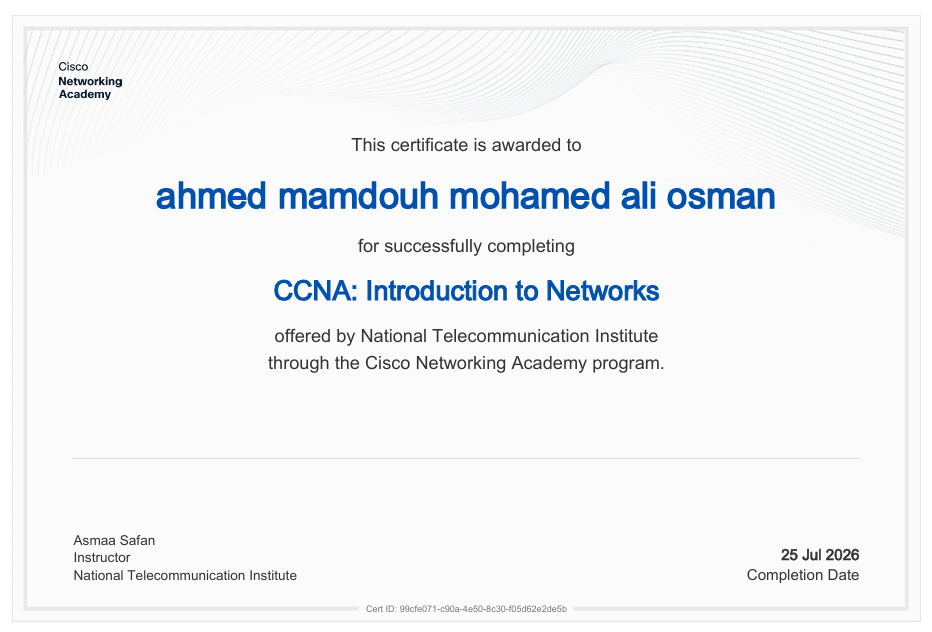 Cisco
Networking
Academy
This certificate is awarded to
ahmed mamdouh mohamed ali osman
for successfully completing
CCNA: Introduction to Networks
offered by National Telecommunication Institute
through the Cisco Networking Academy program.
Asmaa Safan
Instructor
National Telecommunication Institute
25 Jul 2026
Completion Date
Cert ID: 99cfe071-c90a-4e50-8c30-f05d62e2de5b